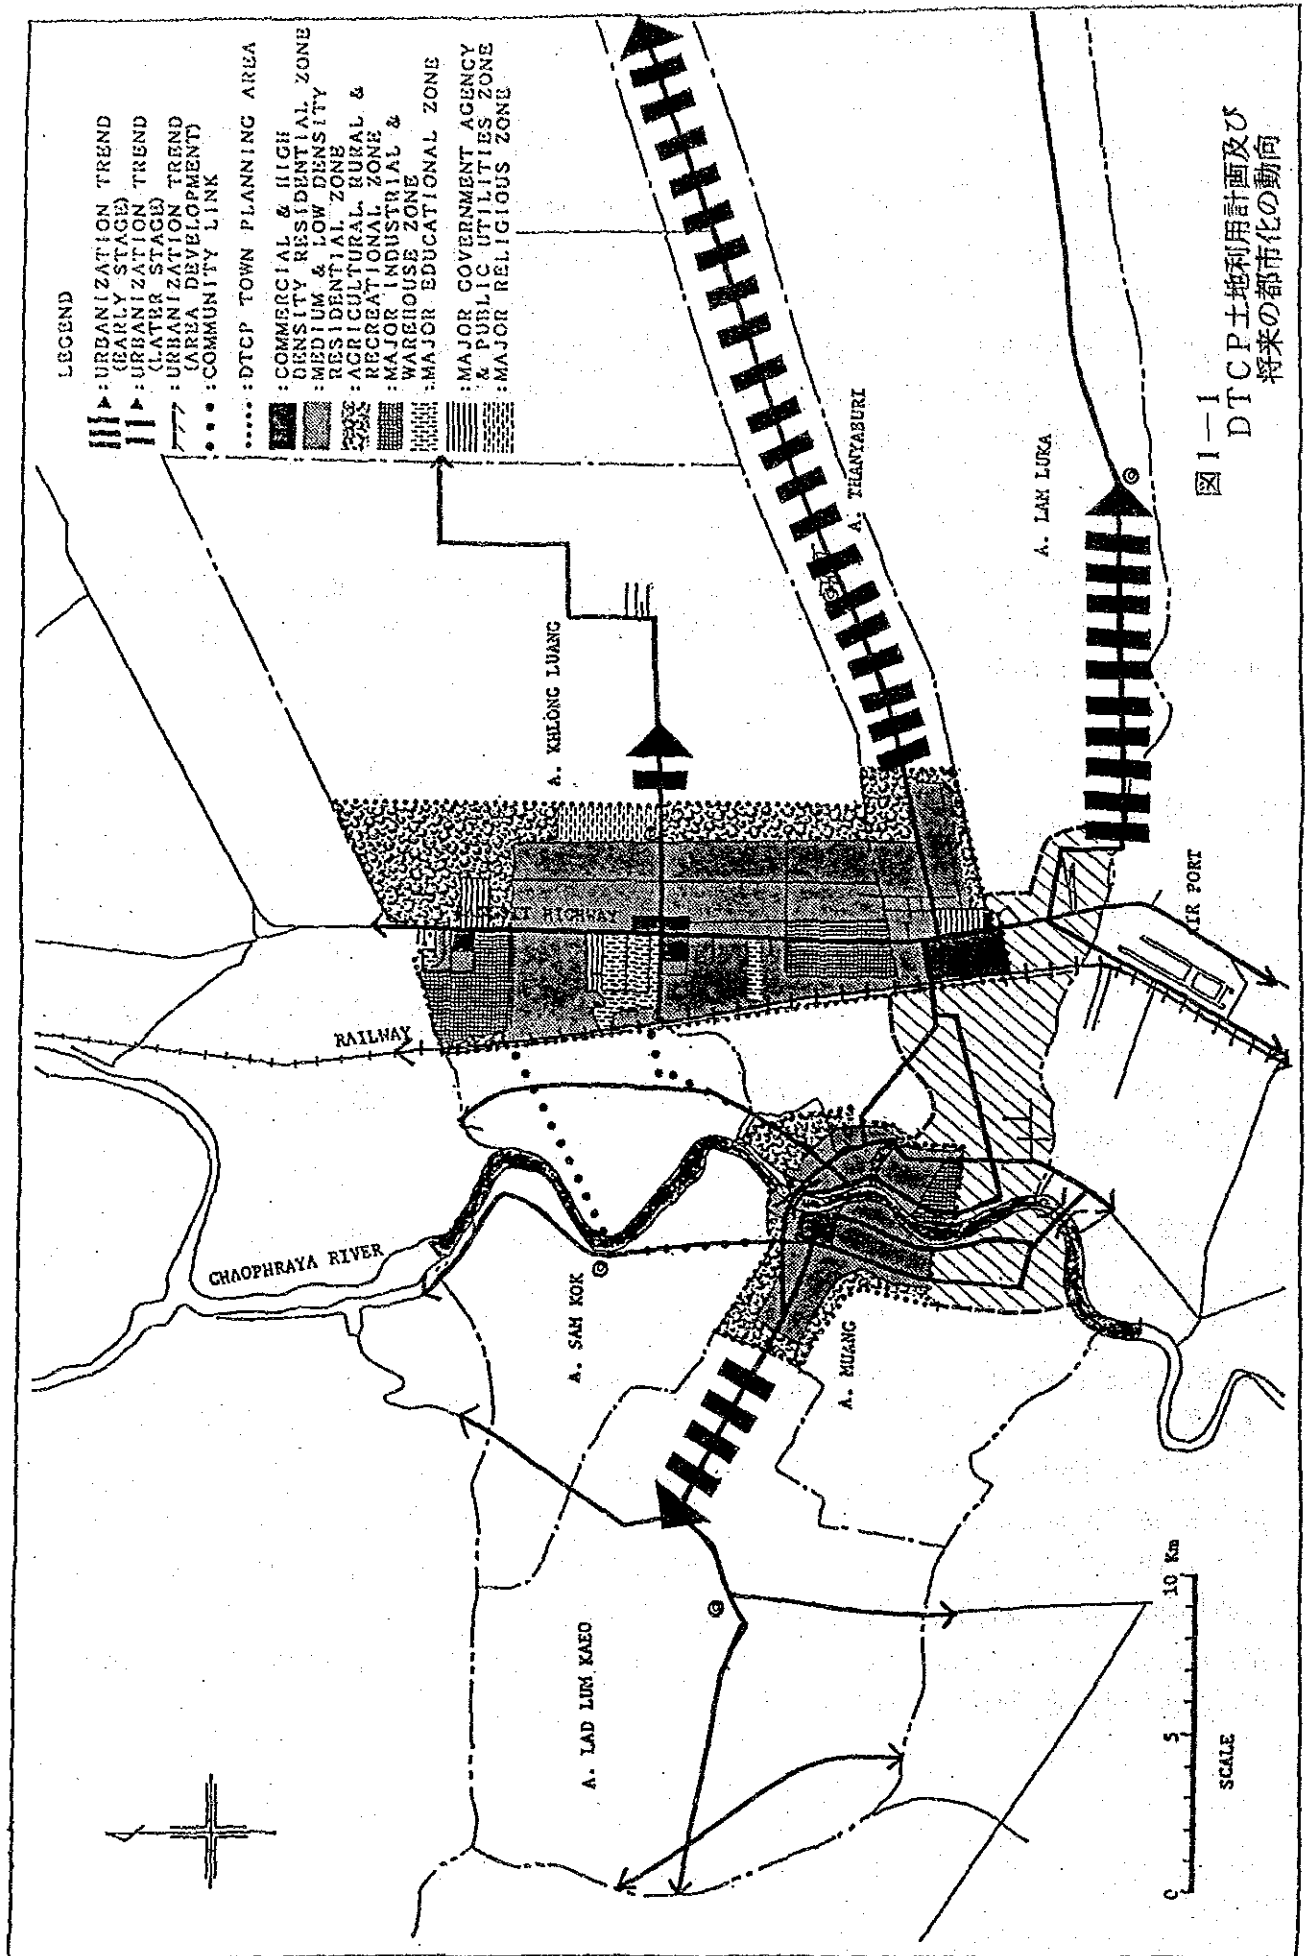 LEGEND
: URBANIZATION TREND
(EARLY STAGE)
: URBANIZATION TREND
(LATER STAGE)
: URBANIZATION TREND
(AREA DEVELOPMENT)
: COMMUNITY LINK
: DTCP TOWN PLANNING AREA
: COMMERCIAL & HIGH
DENSITY RESIDENTIAL ZONE
: MEDIUM & LOW DENSITY
RESIDENTIAL ZONE
: AGRICULTURAL, RURAL &
RECREATIONAL ZONE
: MAJOR INDUSTRIAL &
WAREHOUSE ZONE
: MAJOR EDUCATIONAL ZONE
: MAJOR GOVERNMENT AGENCY
& PUBLIC UTILITIES ZONE
: MAJOR RELIGIOUS ZONE
RAILWAY
CHAOPHRAYA RIVER
HIGHWAY
A. KHLONG LUANG
A. THANYABURI
A. LAM LUKA
A. SAM KOK
A. MUANG
A. LAD LUM KAEO
IR PORT
0 5 10 Km
SCALE
図1-1
DTCP土地利用計画及び
将来の都市化の動向